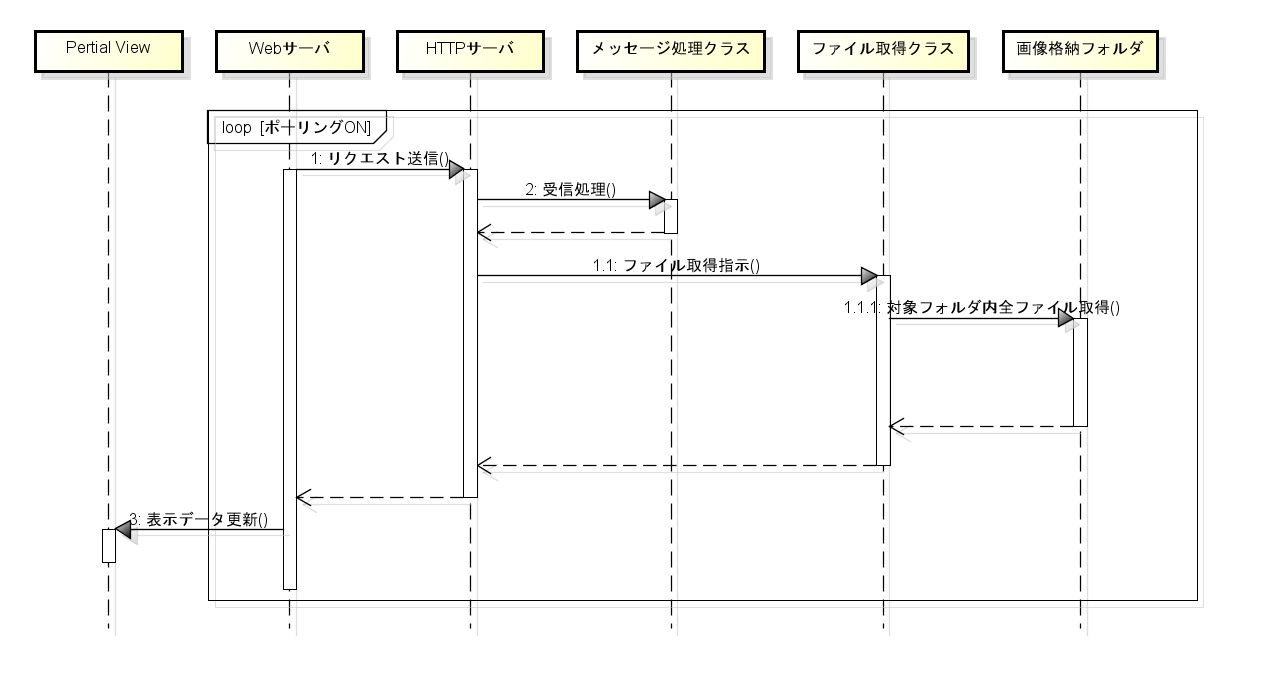 Pertial View
Webサーバ
HTTPサーバ
メッセージ処理クラス
ファイル取得クラス
画像格納フォルダ
loop [ポーリングON]
1: リクエスト送信()
2: 受信処理()
1.1: ファイル取得指示()
1.1.1: 対象フォルダ内全ファイル取得()
3: 表示データ更新()